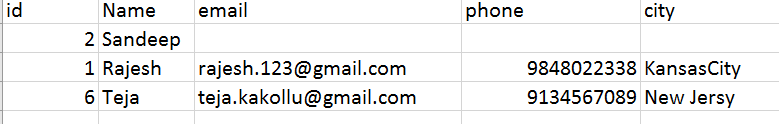 id Name email phone city
2 Sandeep
1 Rajesh rajesh.123@gmail.com 9848022338 KansasCity
6 Teja teja.kakollu@gmail.com 9134567089 New Jersy